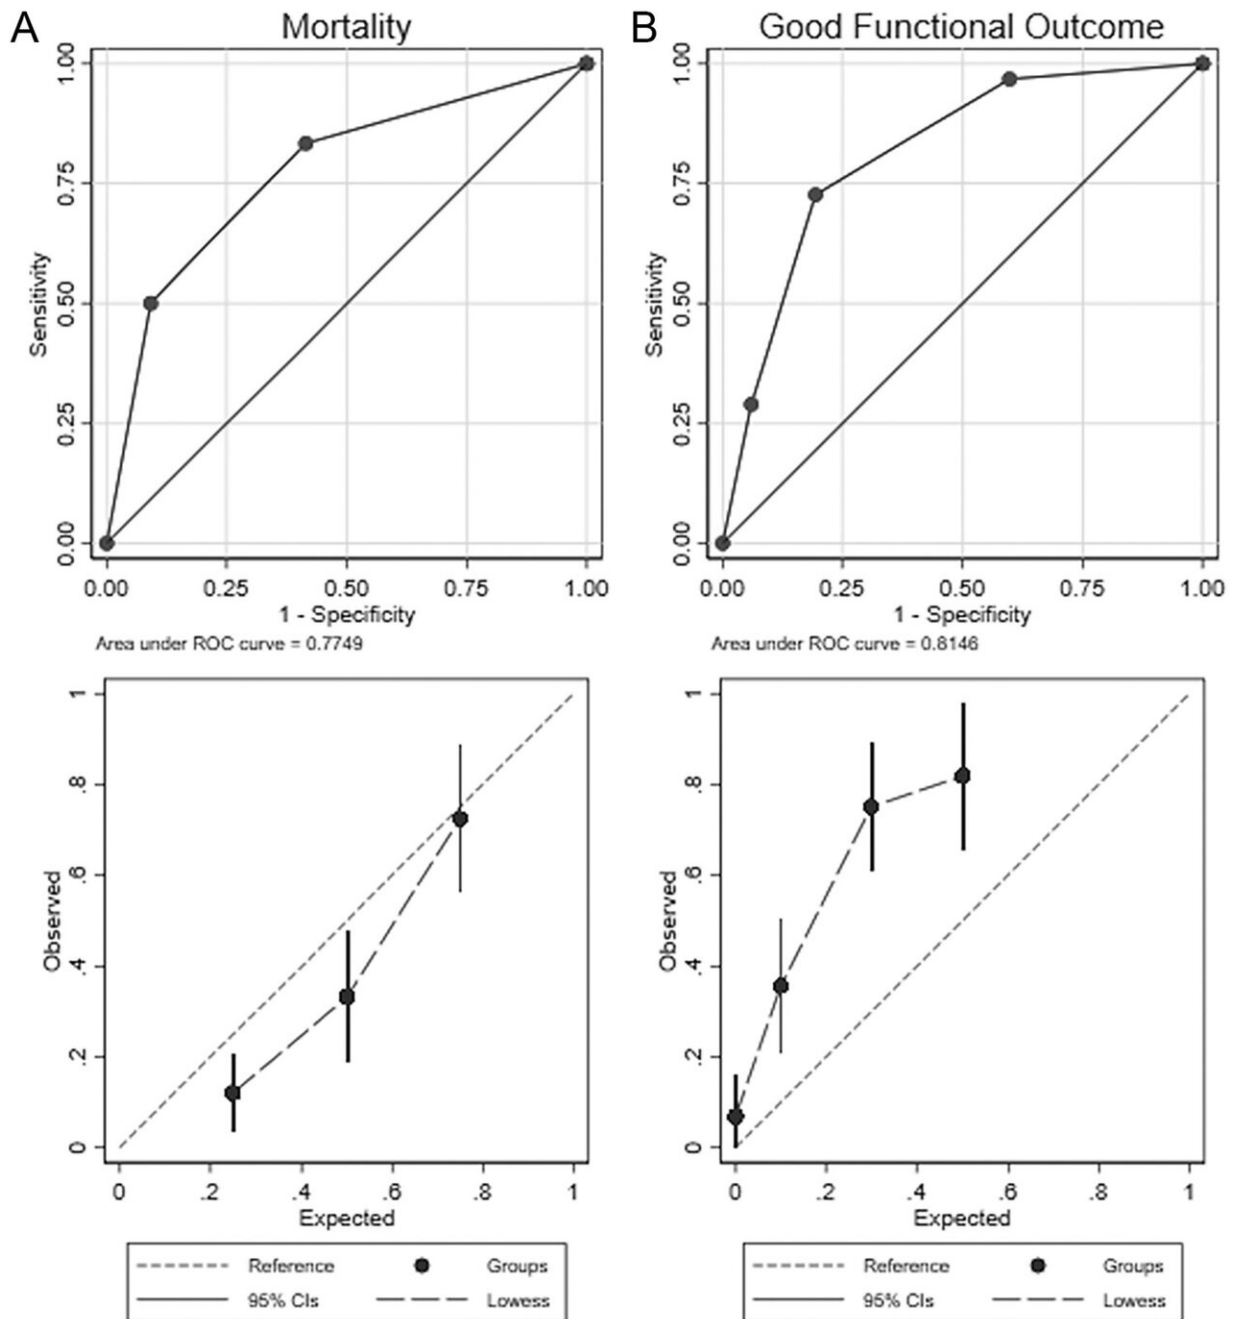 A
Mortality
Sensitivity
1.00
0.75
0.50
0.25
0.00
0.00 0.25 0.50 0.75 1.00
1 - Specificity
Area under ROC curve = 0.7749
B
Good Functional Outcome
Sensitivity
1.00
0.75
0.50
0.25
0.00
0.00 0.25 0.50 0.75 1.00
1 - Specificity
Area under ROC curve = 0.8146
Observed
1
.8
.6
.4
.2
0
0 .2 .4 .6 .8 1
Expected
Reference Groups
95% CIs Lowess
Observed
1
.8
.6
.4
.2
0
0 .2 .4 .6 .8 1
Expected
Reference Groups
95% CIs Lowess